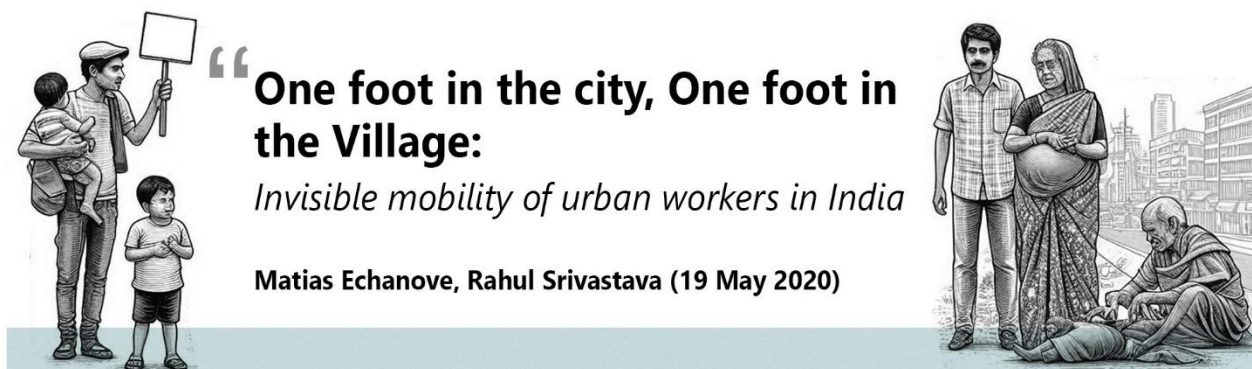 “One foot in the city, One foot in
the Village:
Invisible mobility of urban workers in India
Matias Echanove, Rahul Srivastava (19 May 2020)